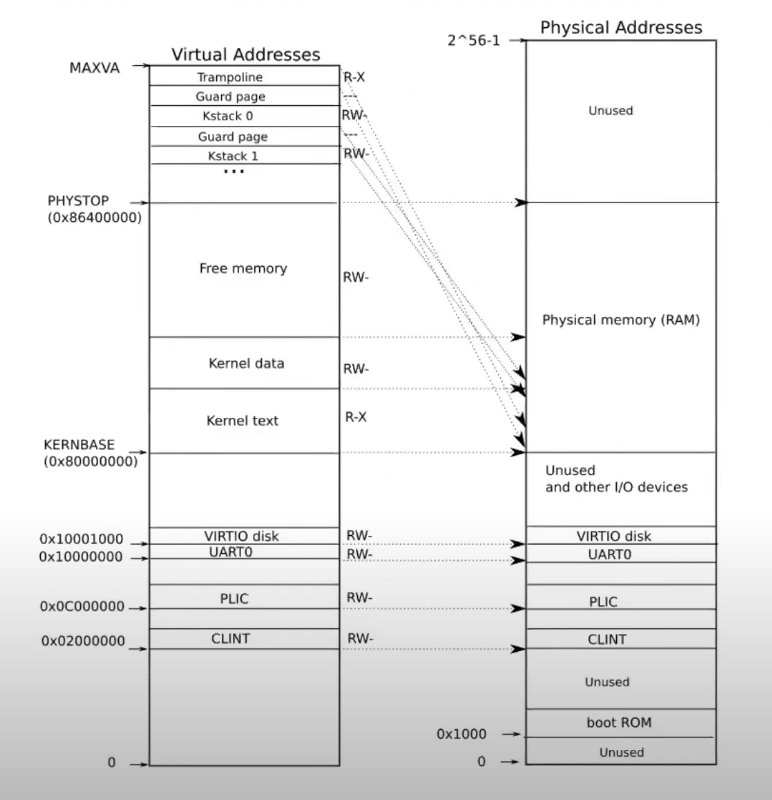 Virtual Addresses
MAXVA
Trampoline
R-X
Guard page
---
Kstack 0
RW-
Guard page
---
Kstack 1
RW-
...
PHYSTOP
(0x86400000)
Free memory
RW-
Kernel data
RW-
Kernel text
R-X
KERNBASE
(0x80000000)
0x10001000
VIRTIO disk
RW-
0x10000000
UART0
RW-
0x0C000000
PLIC
RW-
0x02000000
CLINT
RW-
0
Physical Addresses
2^56-1
Unused
Physical memory (RAM)
Unused
and other I/O devices
VIRTIO disk
UART0
PLIC
CLINT
Unused
boot ROM
0x1000
Unused
0